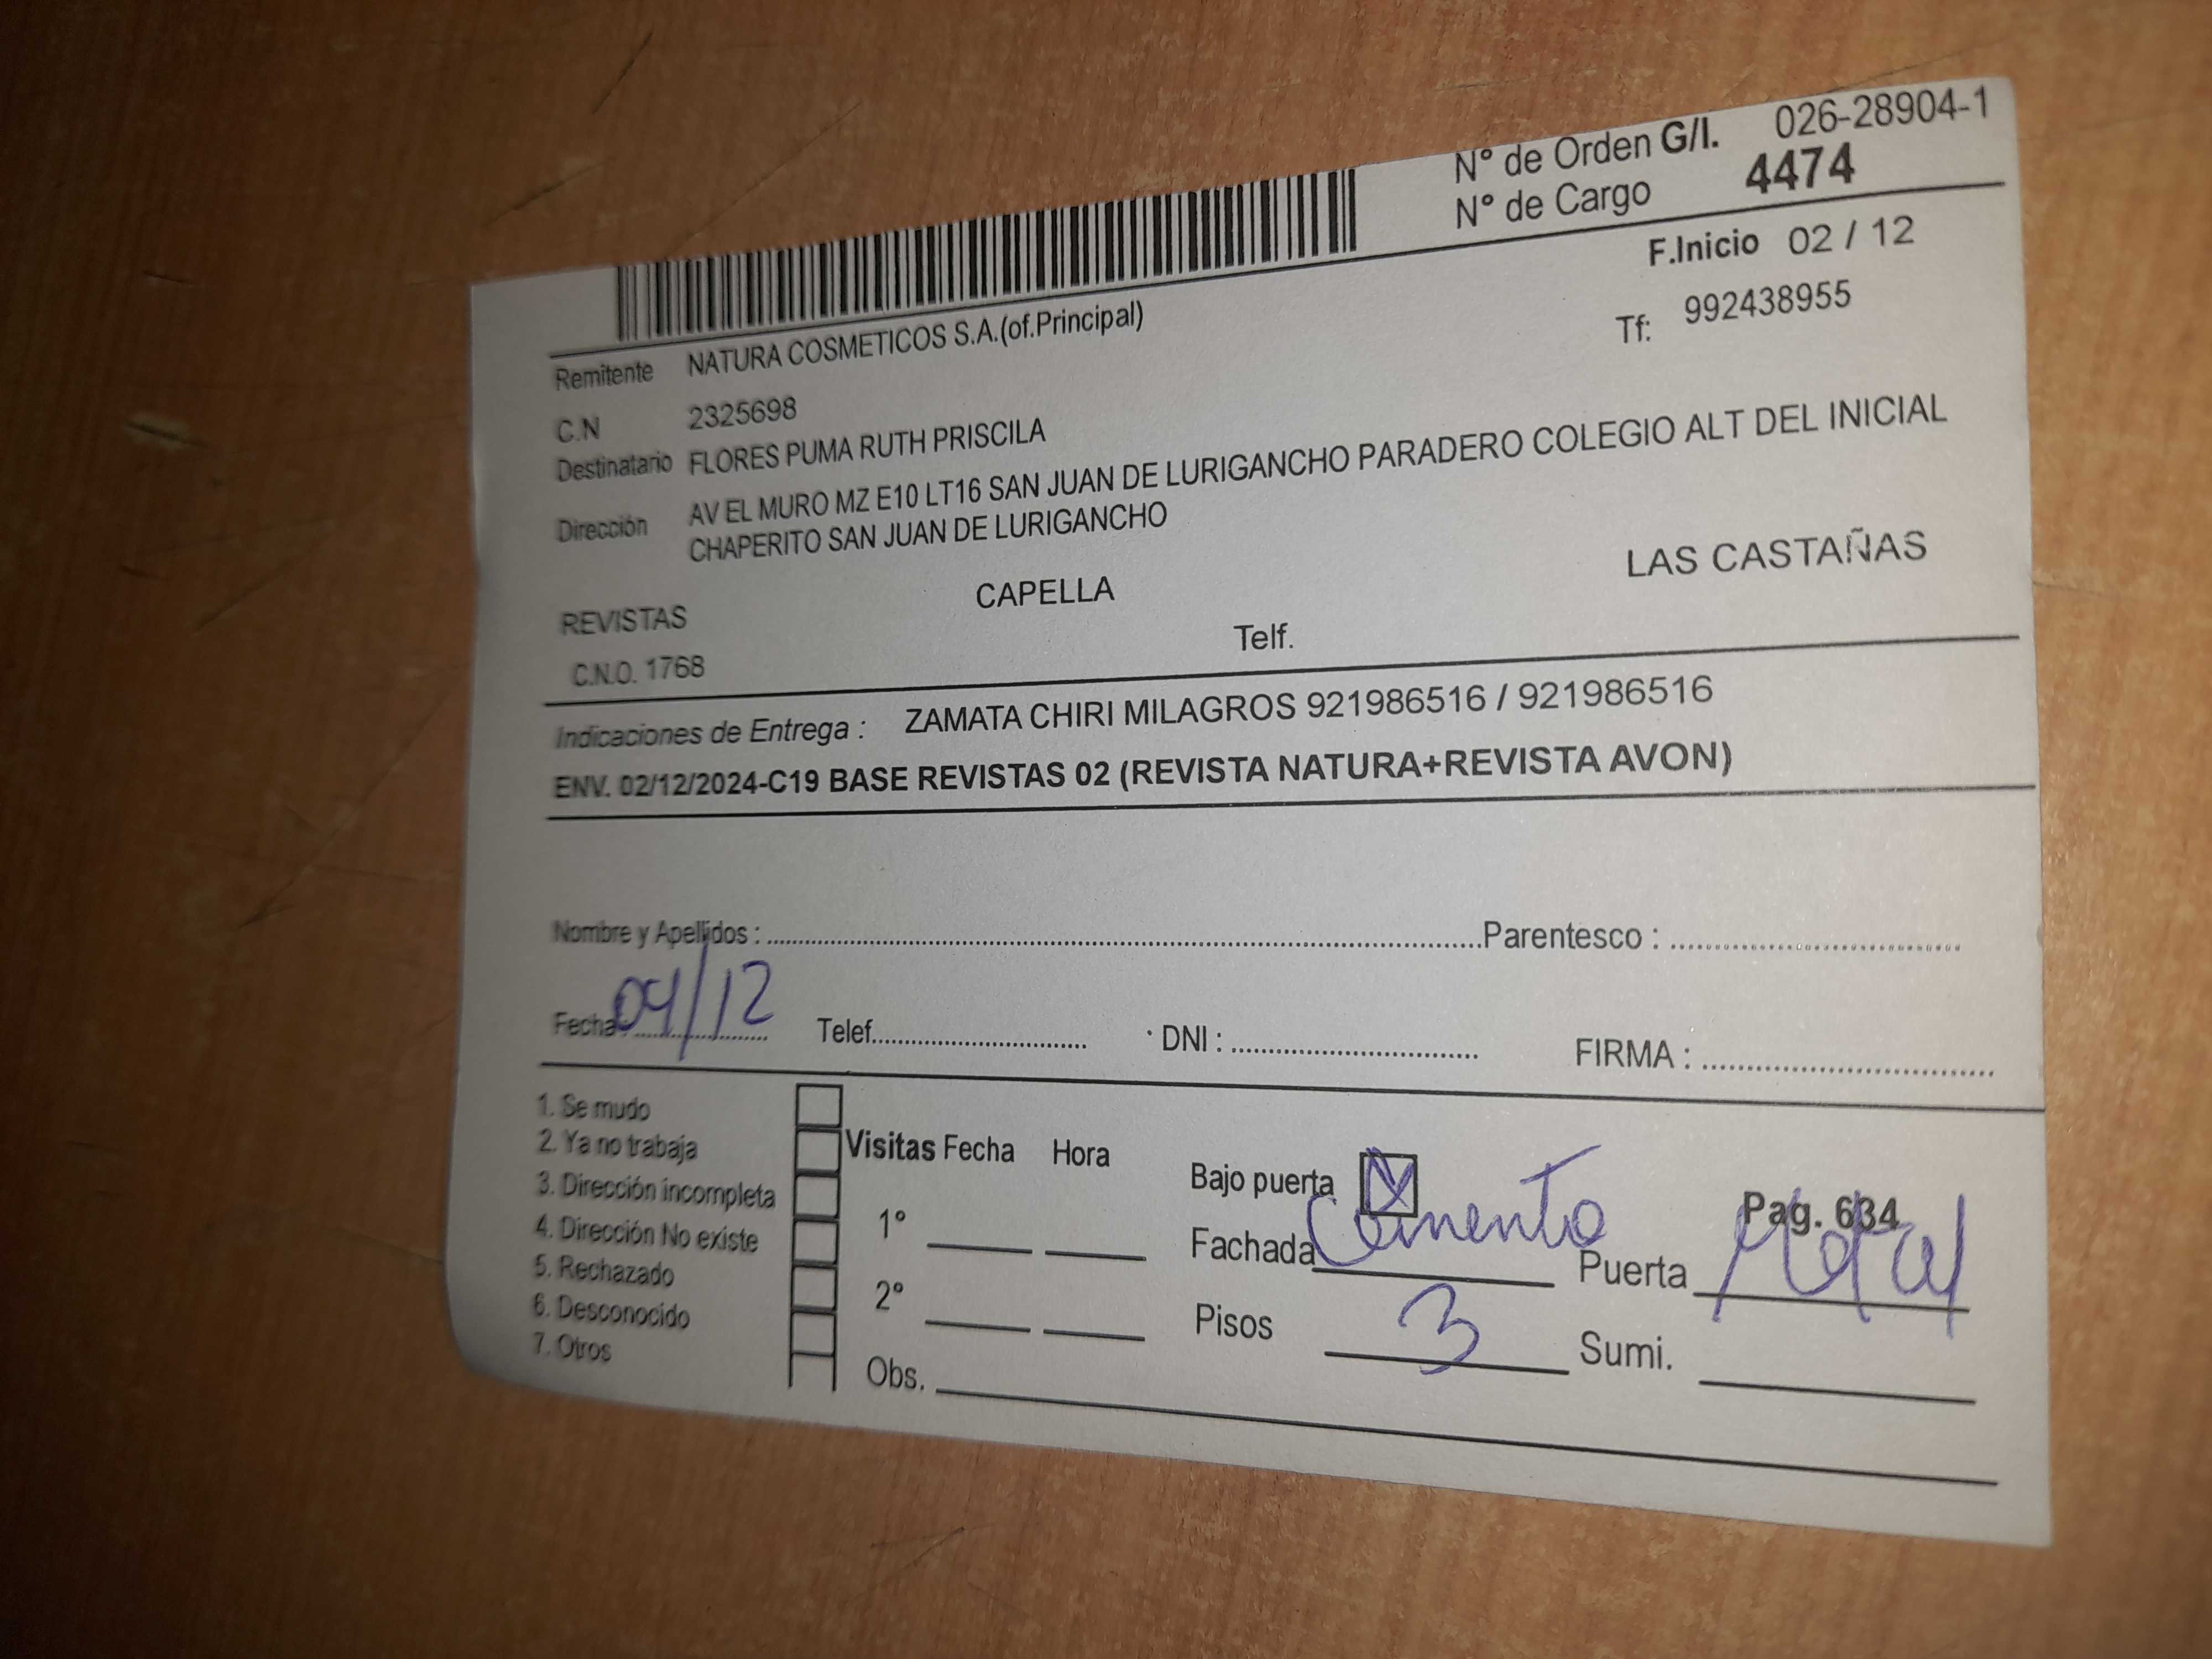 N° de Orden G/I. 026-28904-1
N° de Cargo 4474
F.Inicio 02 / 12
Remitente NATURA COSMETICOS S.A.(of.Principal)
Tf: 992438955
C.N 2325698
Destinatario FLORES PUMA RUTH PRISCILA
Dirección AV EL MURO MZ E10 LT16 SAN JUAN DE LURIGANCHO PARADERO COLEGIO ALT DEL INICIAL
CHAPERITO SAN JUAN DE LURIGANCHO
REVISTAS CAPELLA LAS CASTAÑAS
C.N.O. 1768 Telf.
Indicaciones de Entrega : ZAMATA CHIRI MILAGROS 921986516 / 921986516
ENV. 02/12/2024-C19 BASE REVISTAS 02 (REVISTA NATURA+REVISTA AVON)
Nombre y Apellidos : Parentesco :
Fecha : 04/12 Telef. DNI : FIRMA :
1. Se mudo
2. Ya no trabaja
3. Dirección incompleta
4. Dirección No existe
5. Rechazado
6. Desconocido
7. Otros
Visitas Fecha Hora
1°
2°
Obs.
Bajo puerta
Pag. 634
Fachada Cemento Puerta Metal
Pisos 3 Sumi.